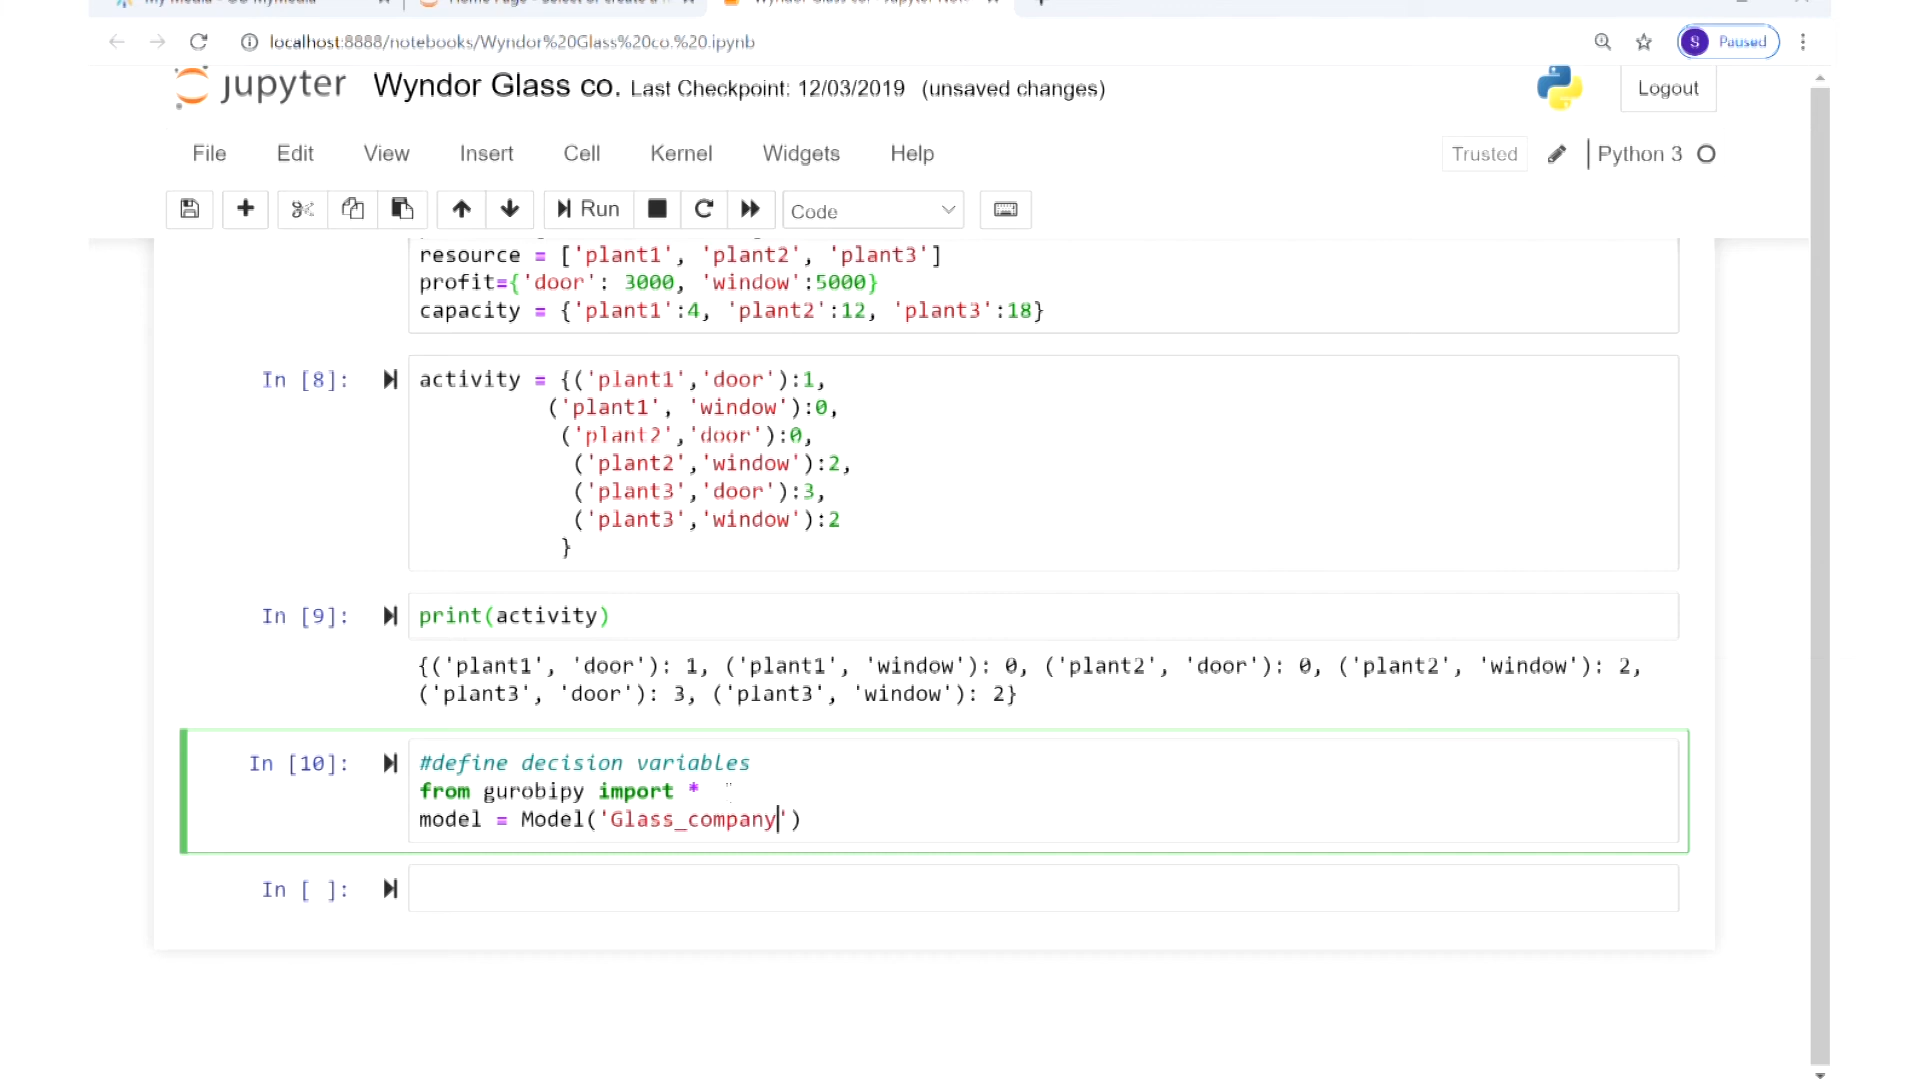 localhost:8888/notebooks/Wyndor%20Glass%20co.%20.ipynb
S Paused
jupyter Wyndor Glass co. Last Checkpoint: 12/03/2019 (unsaved changes)
Logout
File Edit View Insert Cell Kernel Widgets Help
Trusted Python 3
Run Code
resource = ['plant1', 'plant2', 'plant3']
profit={'door': 3000, 'window':5000}
capacity = {'plant1':4, 'plant2':12, 'plant3':18}
In [8]: activity = {('plant1','door'):1,
('plant1', 'window'):0,
('plant2','door'):0,
('plant2','window'):2,
('plant3','door'):3,
('plant3','window'):2
}
In [9]: print(activity)
{('plant1', 'door'): 1, ('plant1', 'window'): 0, ('plant2', 'door'): 0, ('plant2', 'window'): 2,
('plant3', 'door'): 3, ('plant3', 'window'): 2}
In [10]: #define decision variables
from gurobipy import *
model = Model('Glass_company')
In [ ]: